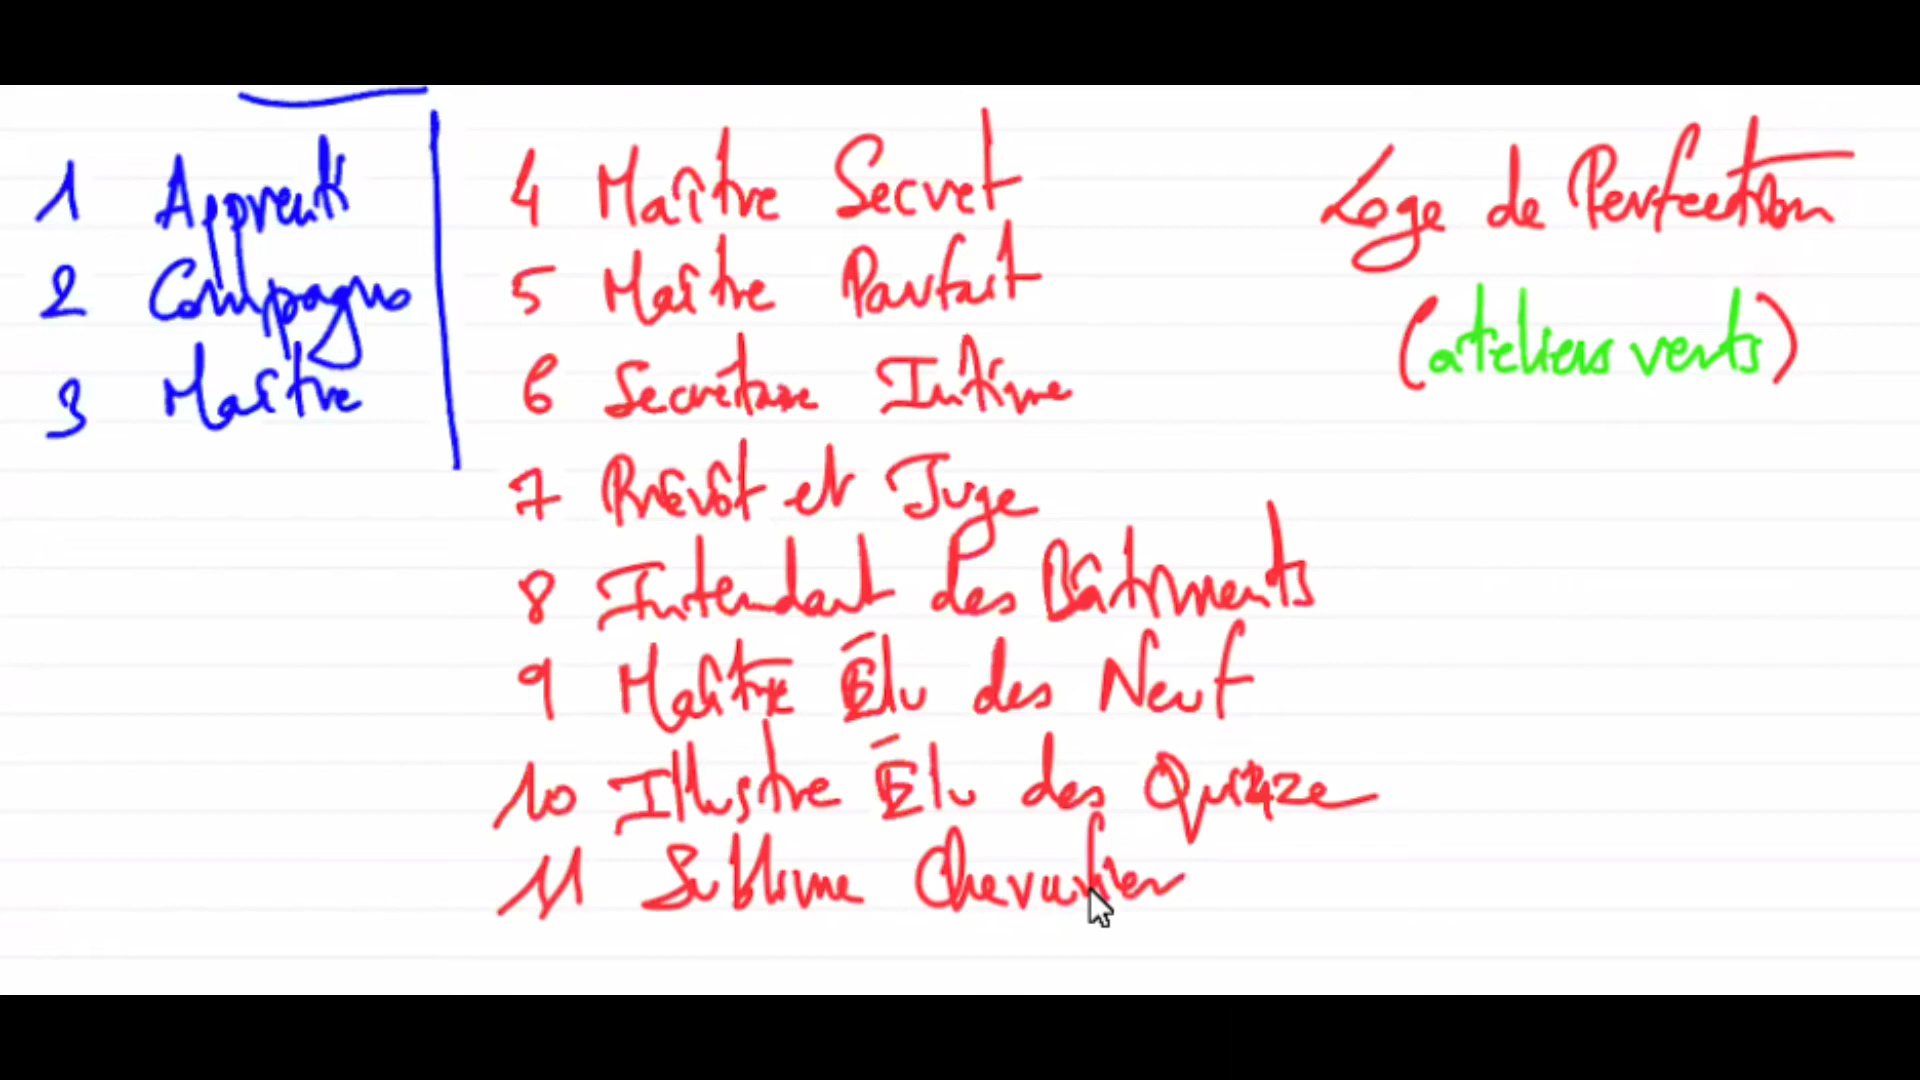 1 Apprenti
2 Compagno
3 Maître
4 Maître Secret
5 Maître Parfait
6 Secrétaire Intime
7 Prévôt et Juge
8 Intendant des Bâtiments
9 Maître Élu des Neuf
10 Illustre Élu des Quinze
11 Sublime Chevalier
Loge de Perfection
(ateliers verts)